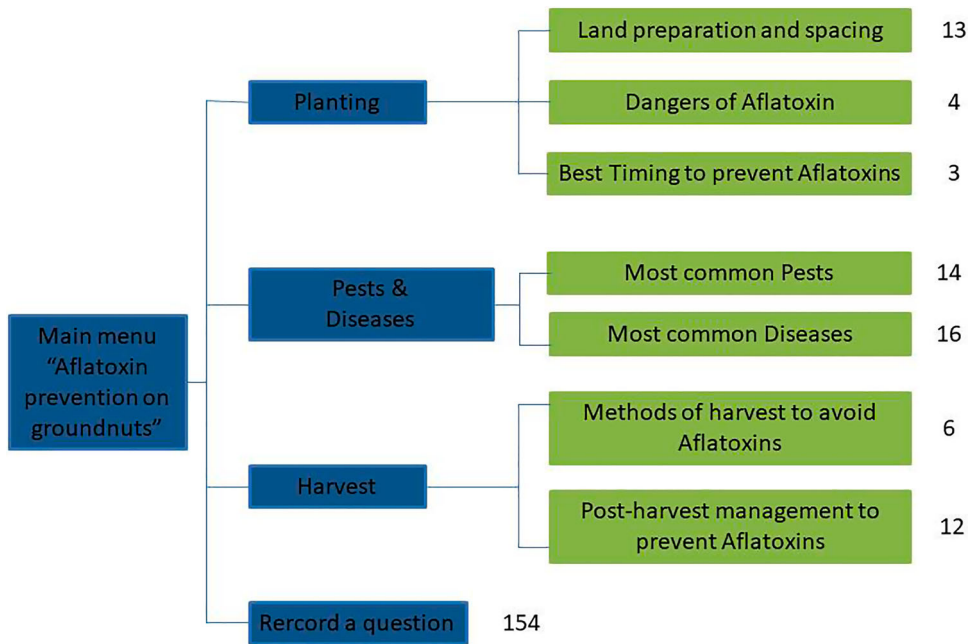 Land preparation and spacing 13
Planting
Dangers of Aflatoxin 4
Best Timing to prevent Aflatoxins 3
Pests &
Diseases
Most common Pests 14
Most common Diseases 16
Main menu
“Aflatoxin
prevention on
groundnuts”
Methods of harvest to avoid
Aflatoxins
6
Harvest
Post-harvest management to
prevent Aflatoxins
12
Rercord a question 154